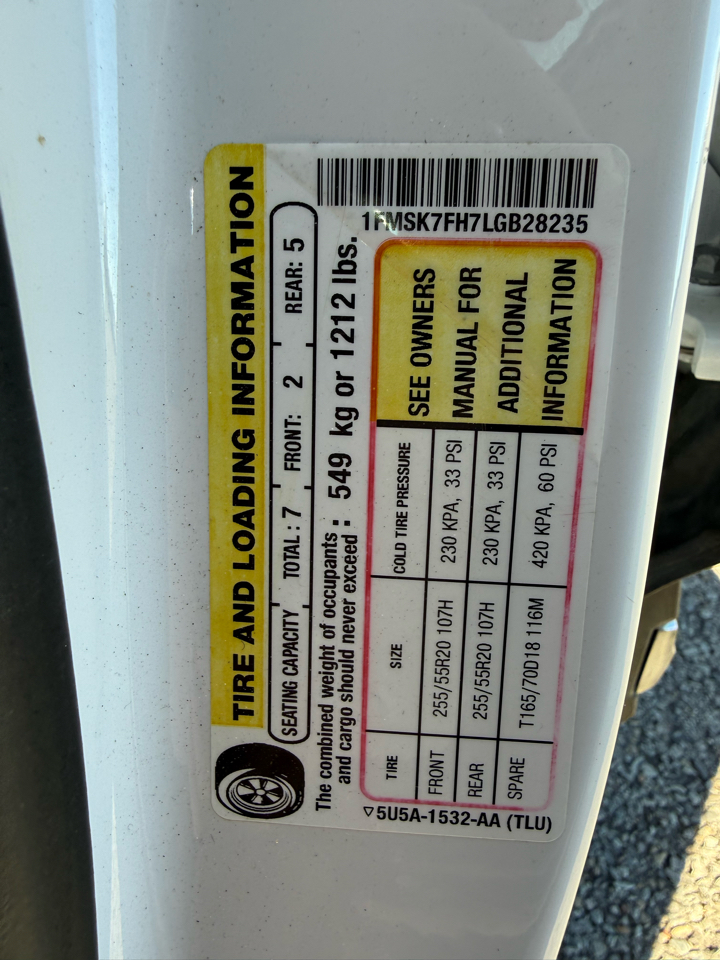 TIRE AND LOADING INFORMATION
SEATING CAPACITY TOTAL : 7 FRONT: 2 REAR: 5
The combined weight of occupants
and cargo should never exceed : 549 kg or 1212 lbs.
TIRE SIZE COLD TIRE PRESSURE
FRONT 255/55R20 107H 230 KPA, 33 PSI
REAR 255/55R20 107H 230 KPA, 33 PSI
SPARE T165/70D18 116M 420 KPA, 60 PSI
SEE OWNERS
MANUAL FOR
ADDITIONAL
INFORMATION
1FMSK7FH7LGB28235
▽5U5A-1532-AA (TLU)